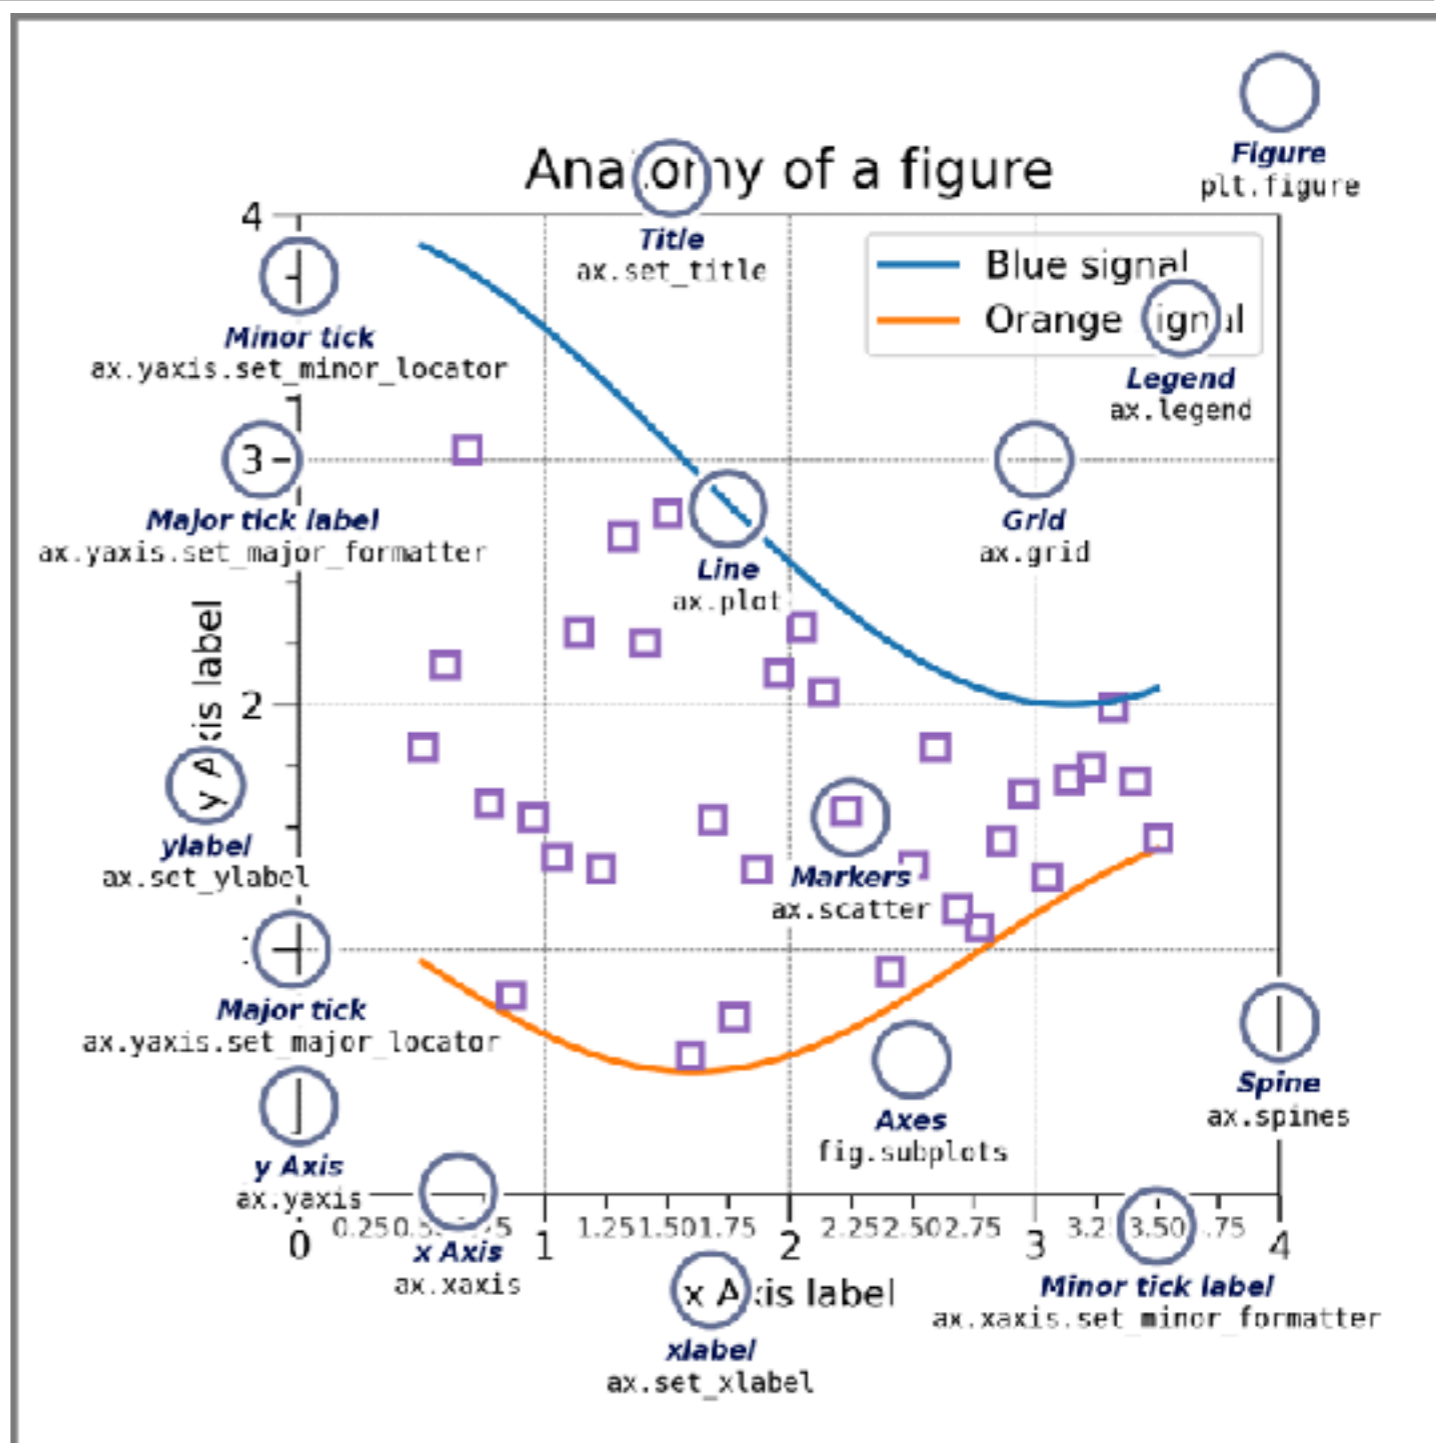 Figure
plt.figure
Anatomy of a figure
Title
ax.set_title
4
Blue signal
Orange signal
Legend
ax.legend
Minor tick
ax.yaxis.set_minor_locator
3
Major tick label
ax.yaxis.set_major_formatter
Grid
ax.grid
Line
ax.plot
2
y Axis label
ylabel
ax.set_ylabel
Markers
ax.scatter
Major tick
ax.yaxis.set_major_locator
Axes
fig.subplots
Spine
ax.spines
y Axis
ax.yaxis
0.25 1.25 1.50 1.75 2.25 2.50 2.75 3.50
0 1 2 3 4
x Axis
ax.xaxis
x Axis label
Minor tick label
ax.xaxis.set_minor_formatter
xlabel
ax.set_xlabel